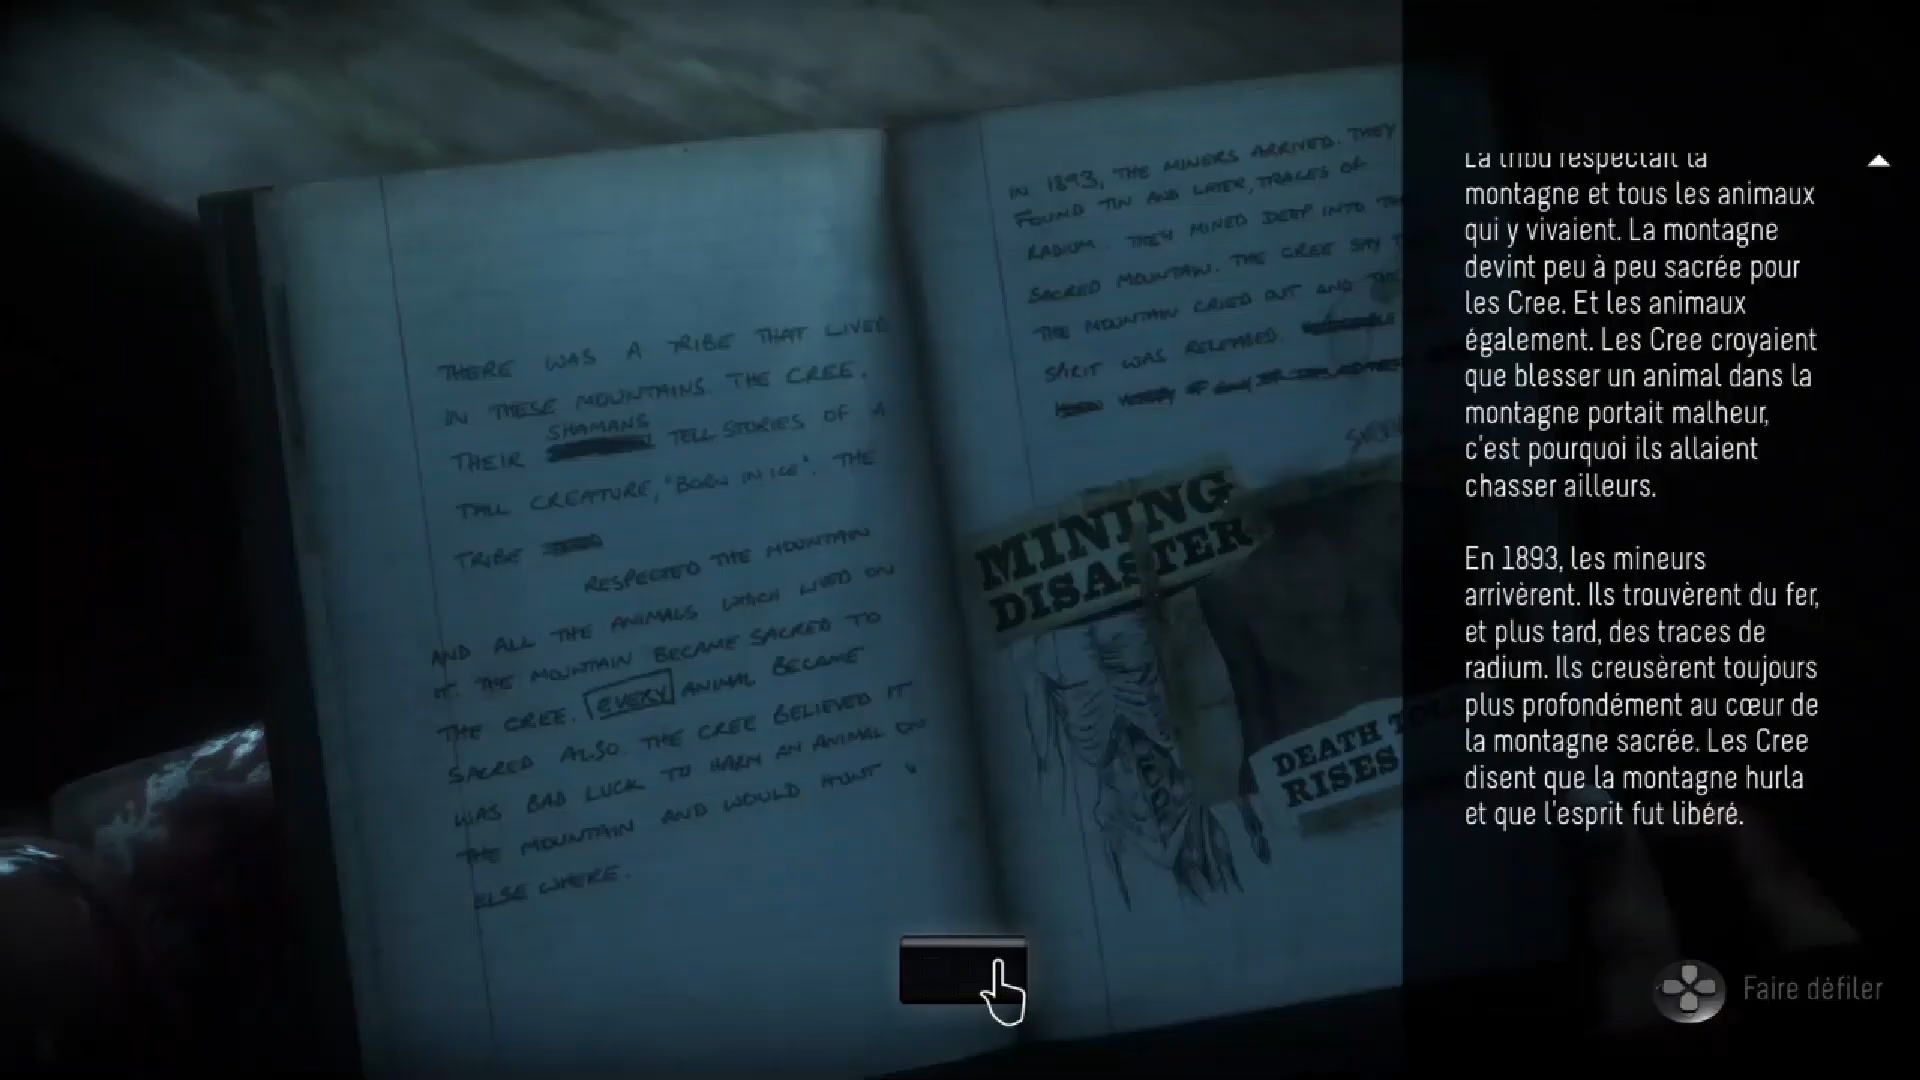 THERE WAS A TRIBE THAT LIVED
IN THESE MOUNTAINS. THE CREE.
SHAMANS
THEIR TELL STORIES OF A
TALL CREATURE, "BORN IN ICE". THE
TRIBE
RESPECTED THE MOUNTAIN
AND ALL THE ANIMALS WHICH LIVED ON
IT. THE MOUNTAIN BECAME SACRED TO
THE CREE. EVERY ANIMAL BECAME
SACRED ALSO. THE CREE BELIEVED IT
WAS BAD LUCK TO HARM AN ANIMAL ON
THE MOUNTAIN AND WOULD HUNT
ELSE WHERE.
IN 1893, THE MINERS ARRIVED. THEY
FOUND TIN AND LATER, TRACES OF
RADIUM. THEY MINED DEEP INTO
SACRED MOUNTAIN. THE CREE SAY
THE MOUNTAIN CRIED OUT AND THE
SPIRIT WAS RELEASED.
MINING
DISASTER
DEATH
RISES
La tribu respectait la
montagne et tous les animaux
qui y vivaient. La montagne
devint peu à peu sacrée pour
les Cree. Et les animaux
également. Les Cree croyaient
que blesser un animal dans la
montagne portait malheur,
c'est pourquoi ils allaient
chasser ailleurs.
En 1893, les mineurs
arrivèrent. Ils trouvèrent du fer,
et plus tard, des traces de
radium. Ils creusèrent toujours
plus profondément au cœur de
la montagne sacrée. Les Cree
disent que la montagne hurla
et que l'esprit fut libéré.
Faire défiler